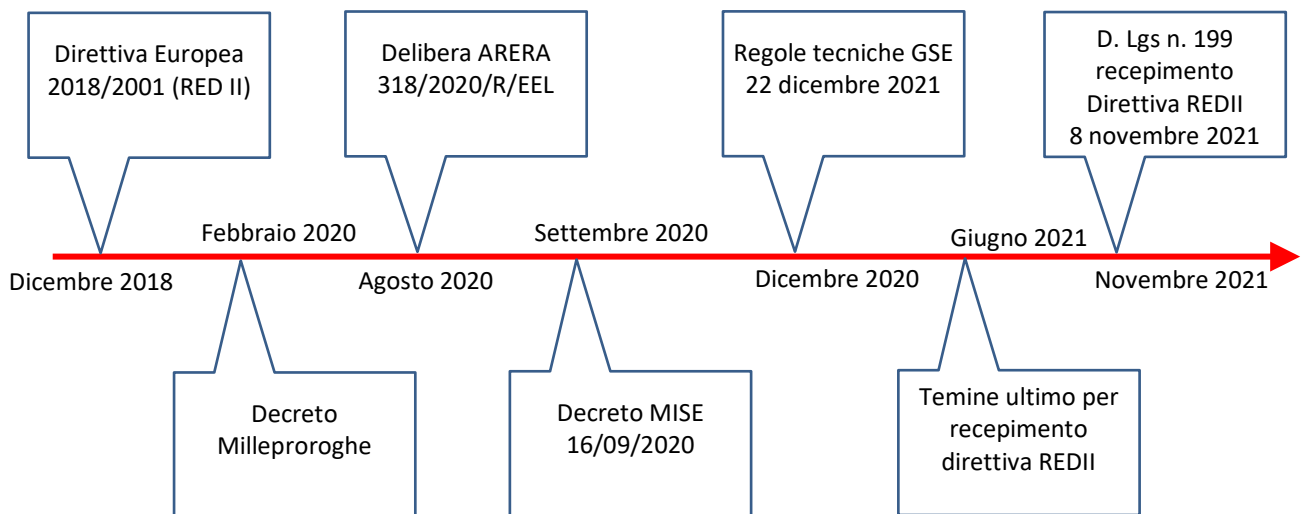 Direttiva Europea
2018/2001 (RED II)
Delibera ARERA
318/2020/R/EEL
Regole tecniche GSE
22 dicembre 2021
D. Lgs n. 199
recepimento
Direttiva REDII
8 novembre 2021
Febbraio 2020
Settembre 2020
Giugno 2021
Dicembre 2018
Agosto 2020
Dicembre 2020
Novembre 2021
Decreto
Milleproroghe
Decreto MISE
16/09/2020
Temine ultimo per
recepimento
direttiva REDII